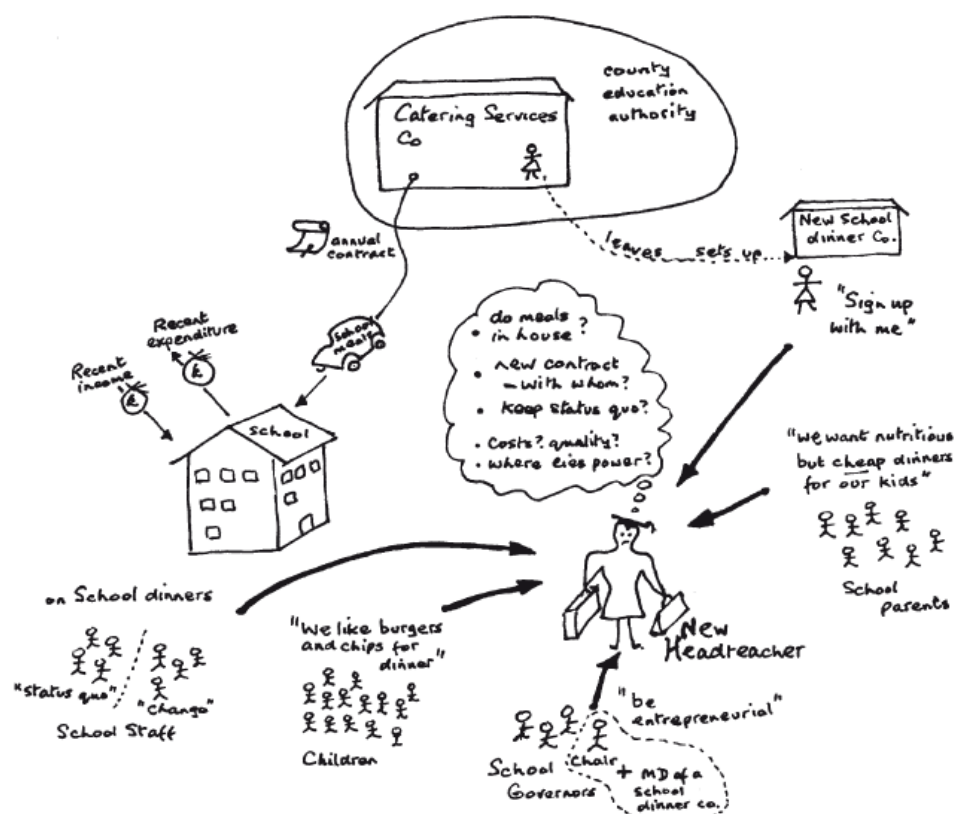 county
education
authority
Catering Services
Co
annual
contract
leaves sets up
New School
dinner Co.
"Sign up
with me"
school
meals
Recent
expenditure
£
Recent
income
£
School
do meals
in house?
new contract
- with whom?
keep status quo?
costs? quality?
where lies power?
"we want nutritious
but cheap dinners
for our kids"
School
parents
New
Headteacher
on School dinners
"status quo"
"change"
School Staff
"We like burgers
and chips for
dinner"
Children
"be
entrepreneurial"
School
Governors
Chair
+ MD of a
school
dinner co.